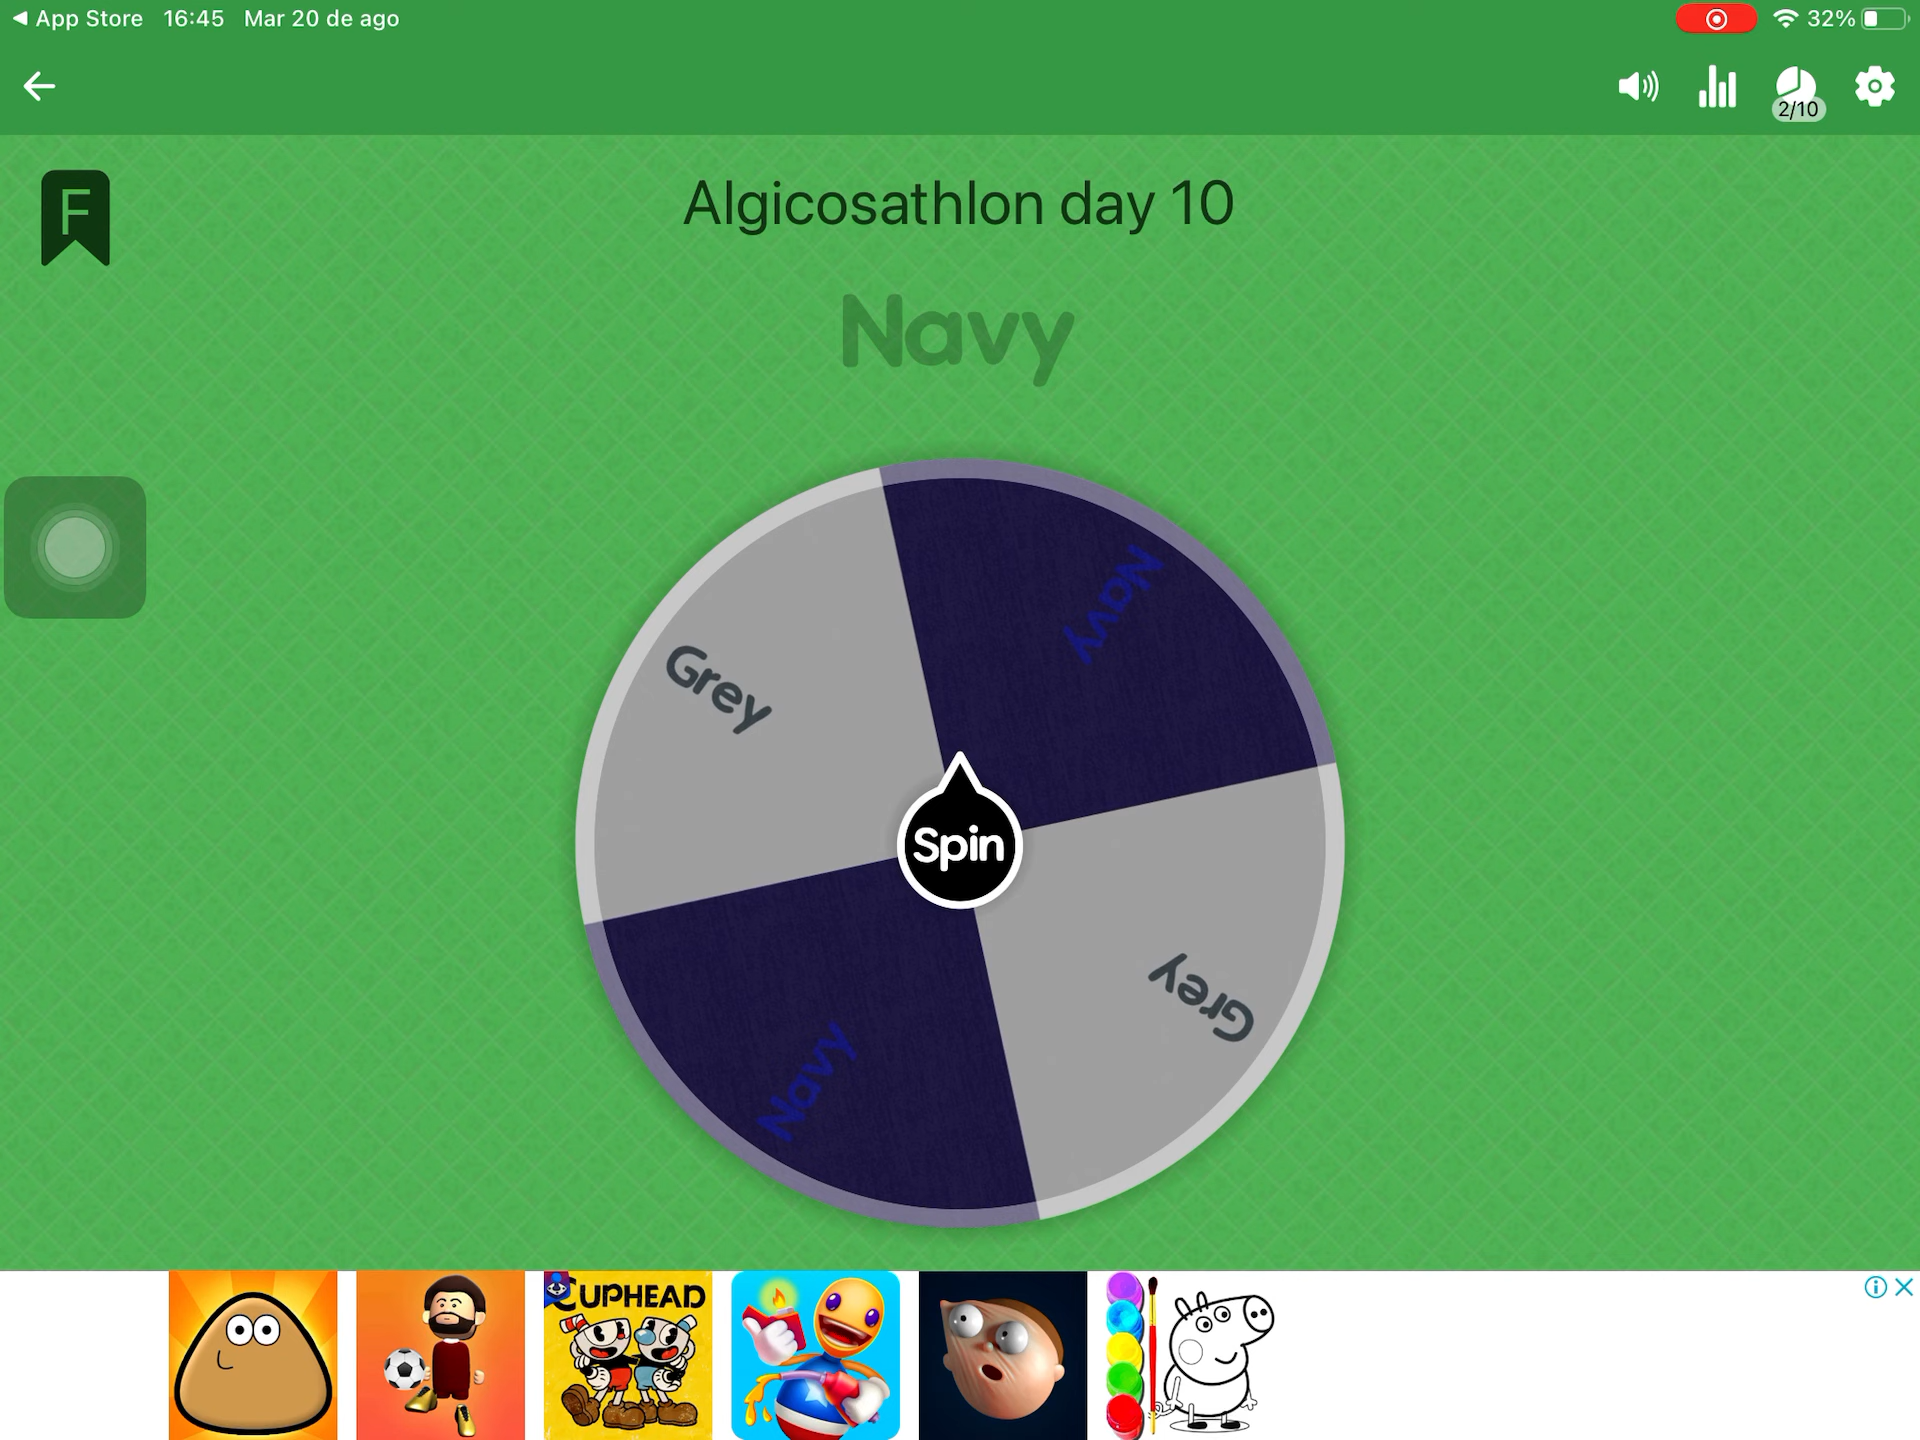 App Store 16:45 Mar 20 de ago 32%
2/10
F
Algicosathlon day 10
Navy
Navy
Grey
Spin
Grey
Navy
CUPHEAD